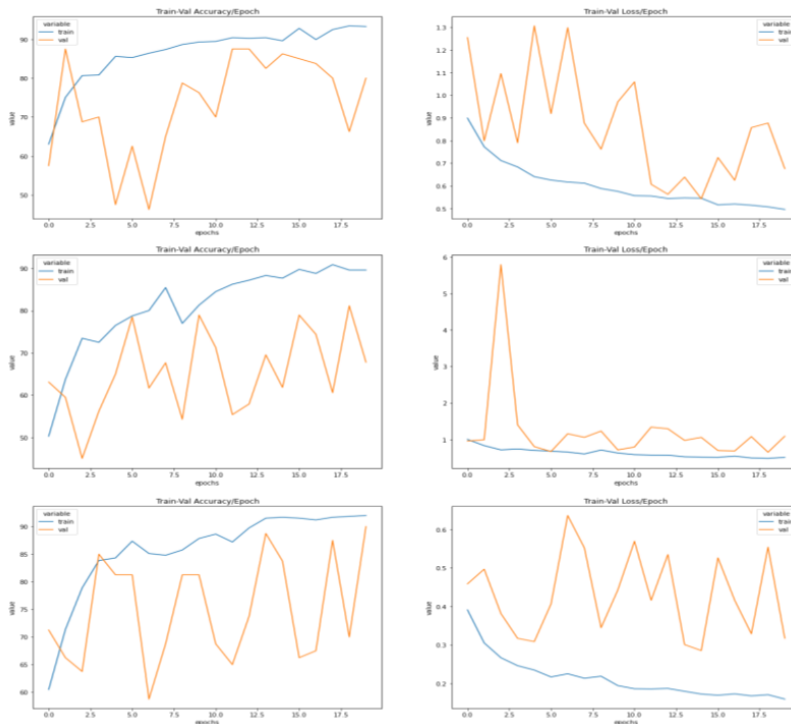 Train-Val Accuracy/Epoch
variable
train
val
90
80
70
60
50
value
0.0 2.5 5.0 7.5 10.0 12.5 15.0 17.5
epochs
Train-Val Loss/Epoch
variable
train
val
1.3
1.2
1.1
1.0
0.9
0.8
0.7
0.6
0.5
value
0.0 2.5 5.0 7.5 10.0 12.5 15.0 17.5
epochs
Train-Val Accuracy/Epoch
variable
train
val
90
80
70
60
50
value
0.0 2.5 5.0 7.5 10.0 12.5 15.0 17.5
epochs
Train-Val Loss/Epoch
variable
train
val
6
5
4
3
2
1
value
0.0 2.5 5.0 7.5 10.0 12.5 15.0 17.5
epochs
Train-Val Accuracy/Epoch
variable
train
val
90
85
80
75
70
65
60
value
0.0 2.5 5.0 7.5 10.0 12.5 15.0 17.5
epochs
Train-Val Loss/Epoch
variable
train
val
0.6
0.5
0.4
0.3
0.2
value
0.0 2.5 5.0 7.5 10.0 12.5 15.0 17.5
epochs